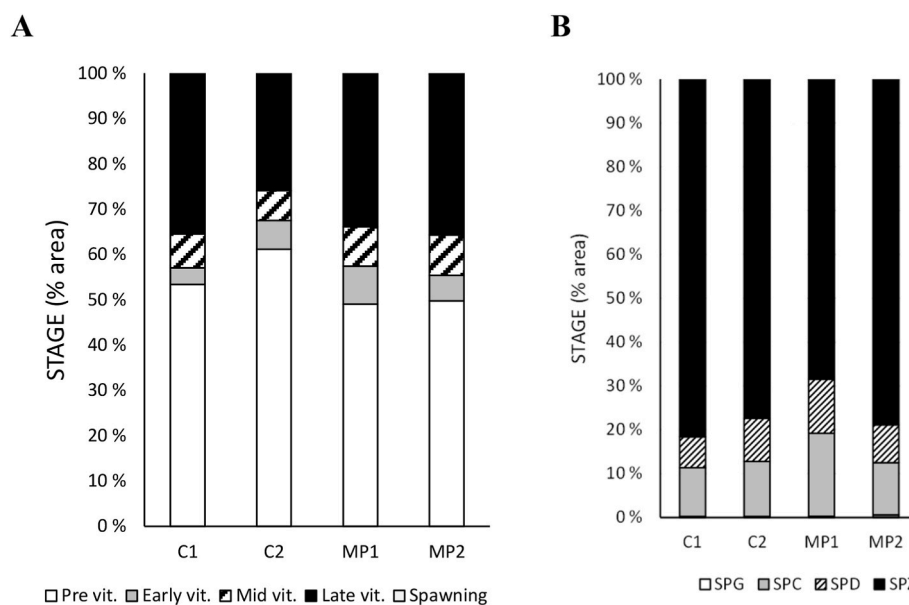 A
STAGE (% area)
100 %
90 %
80 %
70 %
60 %
50 %
40 %
30 %
20 %
10 %
0 %
C1 C2 MP1 MP2
Pre vit. Early vit. Mid vit. Late vit. Spawning
B
STAGE (% area)
100 %
90 %
80 %
70 %
60 %
50 %
40 %
30 %
20 %
10 %
0 %
C1 C2 MP1 MP2
SPG SPC SPD